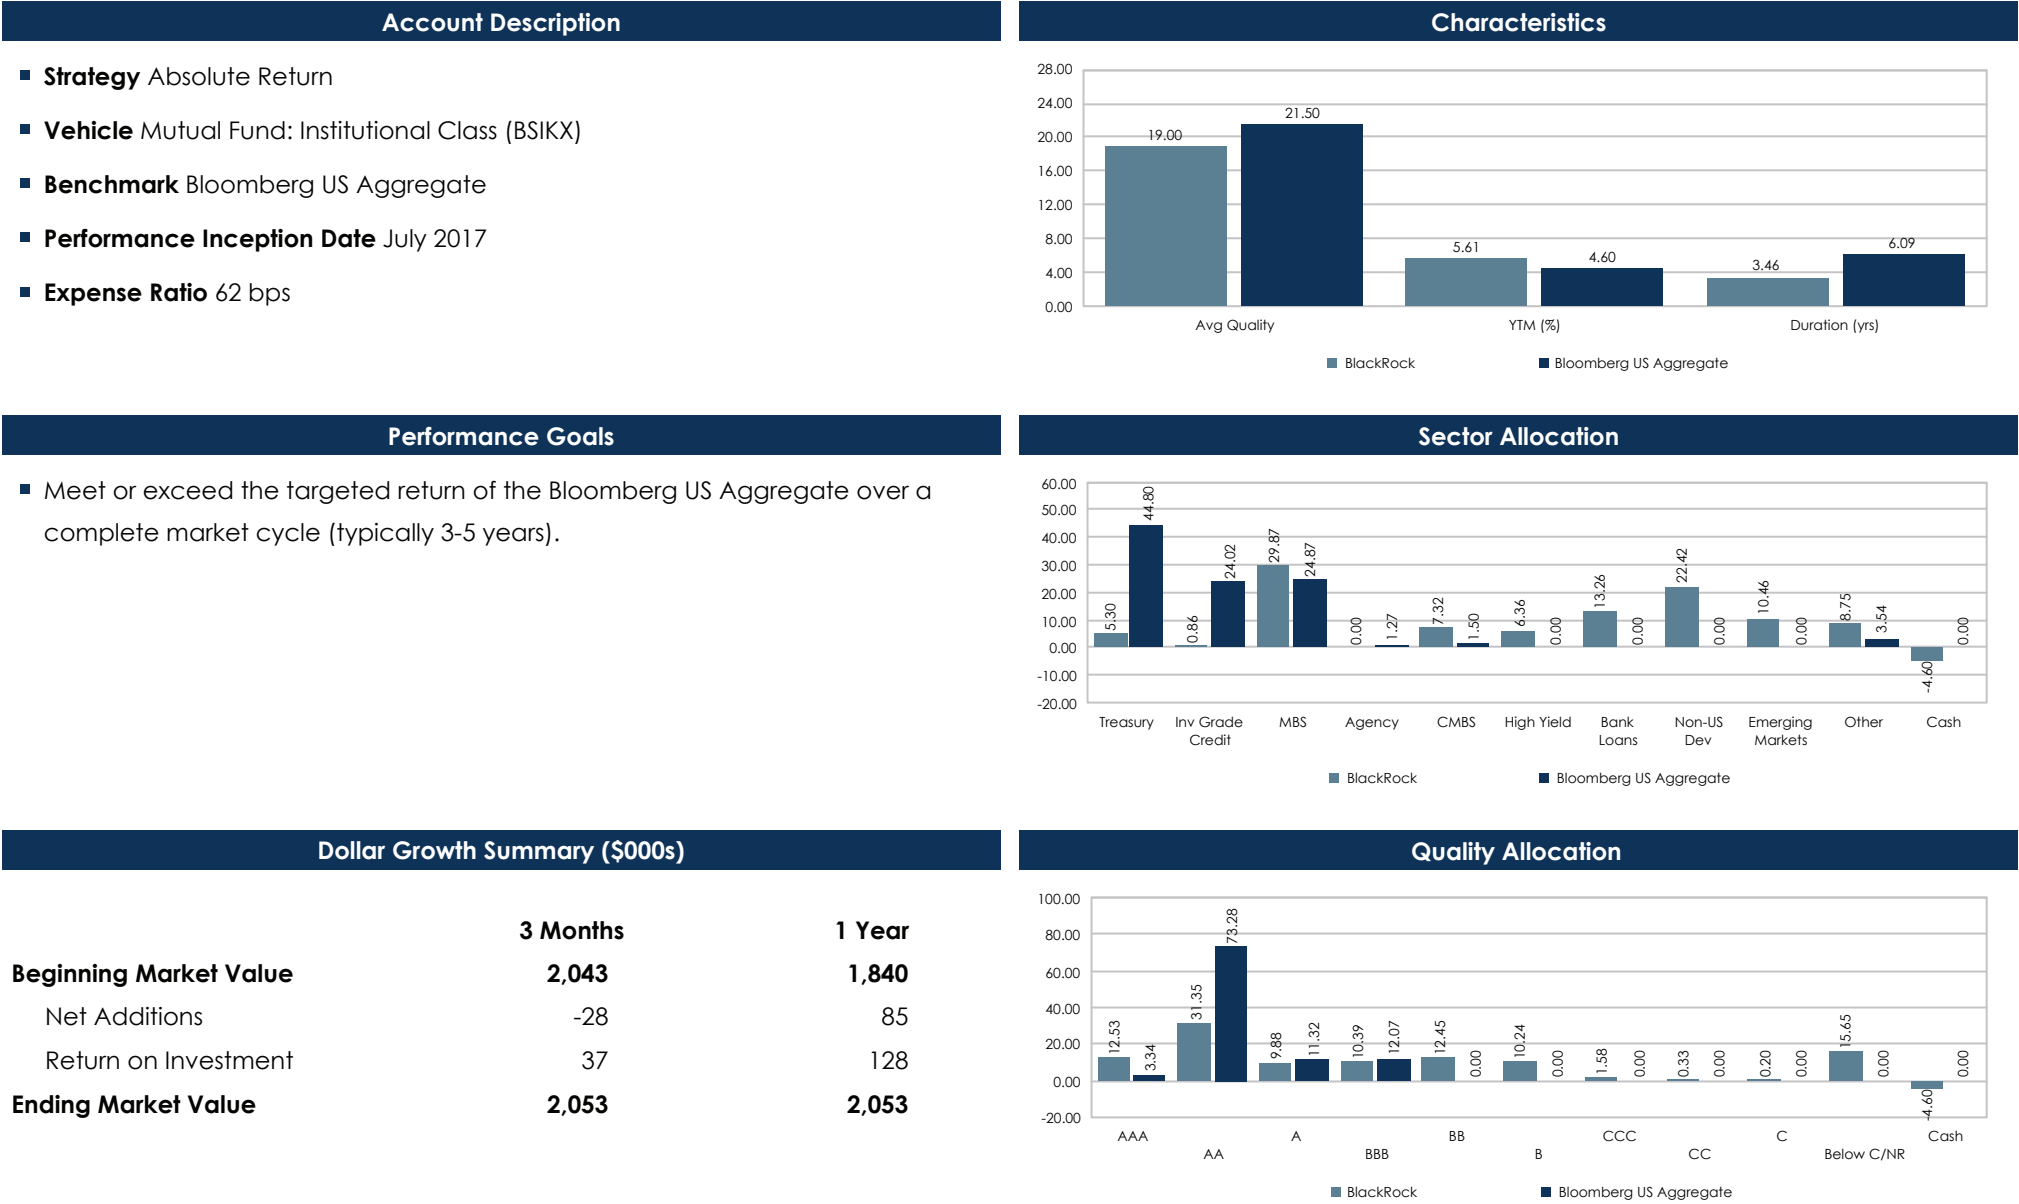 Account Description
Strategy Absolute Return
Vehicle Mutual Fund: Institutional Class (BSIKX)
Benchmark Bloomberg US Aggregate
Performance Inception Date July 2017
Expense Ratio 62 bps
Characteristics
28.00
24.00
20.00
16.00
12.00
8.00
4.00
0.00
19.00
21.50
5.61
4.60
3.46
6.09
Avg Quality
YTM (%)
Duration (yrs)
BlackRock
Bloomberg US Aggregate
Performance Goals
Meet or exceed the targeted return of the Bloomberg US Aggregate over a
complete market cycle (typically 3-5 years).
Sector Allocation
60.00
50.00
40.00
30.00
20.00
10.00
0.00
-10.00
-20.00
5.30
44.80
0.86
24.02
29.87
24.87
0.00
1.27
7.32
1.50
6.36
0.00
13.26
0.00
22.42
0.00
10.46
0.00
8.75
3.54
-4.60
0.00
Treasury
Inv Grade
Credit
MBS
Agency
CMBS
High Yield
Bank
Loans
Non-US
Dev
Emerging
Markets
Other
Cash
BlackRock
Bloomberg US Aggregate
Dollar Growth Summary ($000s)
3 Months 1 Year
Beginning Market Value 2,043 1,840
Net Additions -28 85
Return on Investment 37 128
Ending Market Value 2,053 2,053
Quality Allocation
100.00
80.00
60.00
40.00
20.00
0.00
-20.00
12.53
3.34
31.35
73.28
9.88
11.32
10.39
12.07
12.45
0.00
10.24
0.00
1.58
0.00
0.33
0.00
0.20
0.00
15.65
0.00
-4.60
0.00
AAA
AA
A
BBB
BB
B
CCC
CC
C
Below C/NR
Cash
BlackRock
Bloomberg US Aggregate